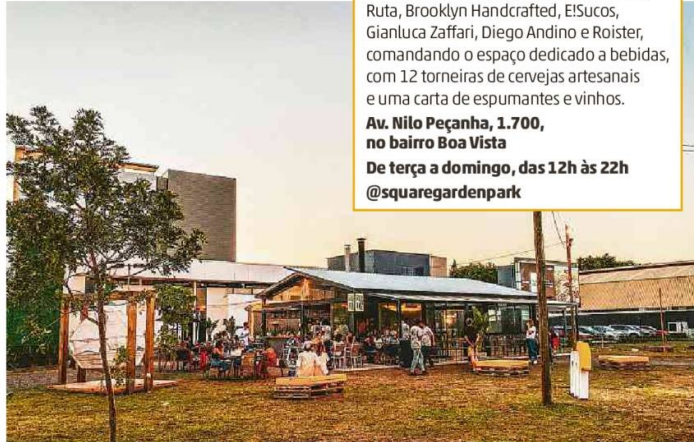 Ruta, Brooklyn Handcrafted, E!Sucos,
Gianluca Zaffari, Diego Andino e Roister,
comandando o espaço dedicado a bebidas,
com 12 torneiras de cervejas artesanais
e uma carta de espumantes e vinhos.
Av. Nilo Peçanha, 1.700,
no bairro Boa Vista
De terça a domingo, das 12h às 22h
@squaregardenpark